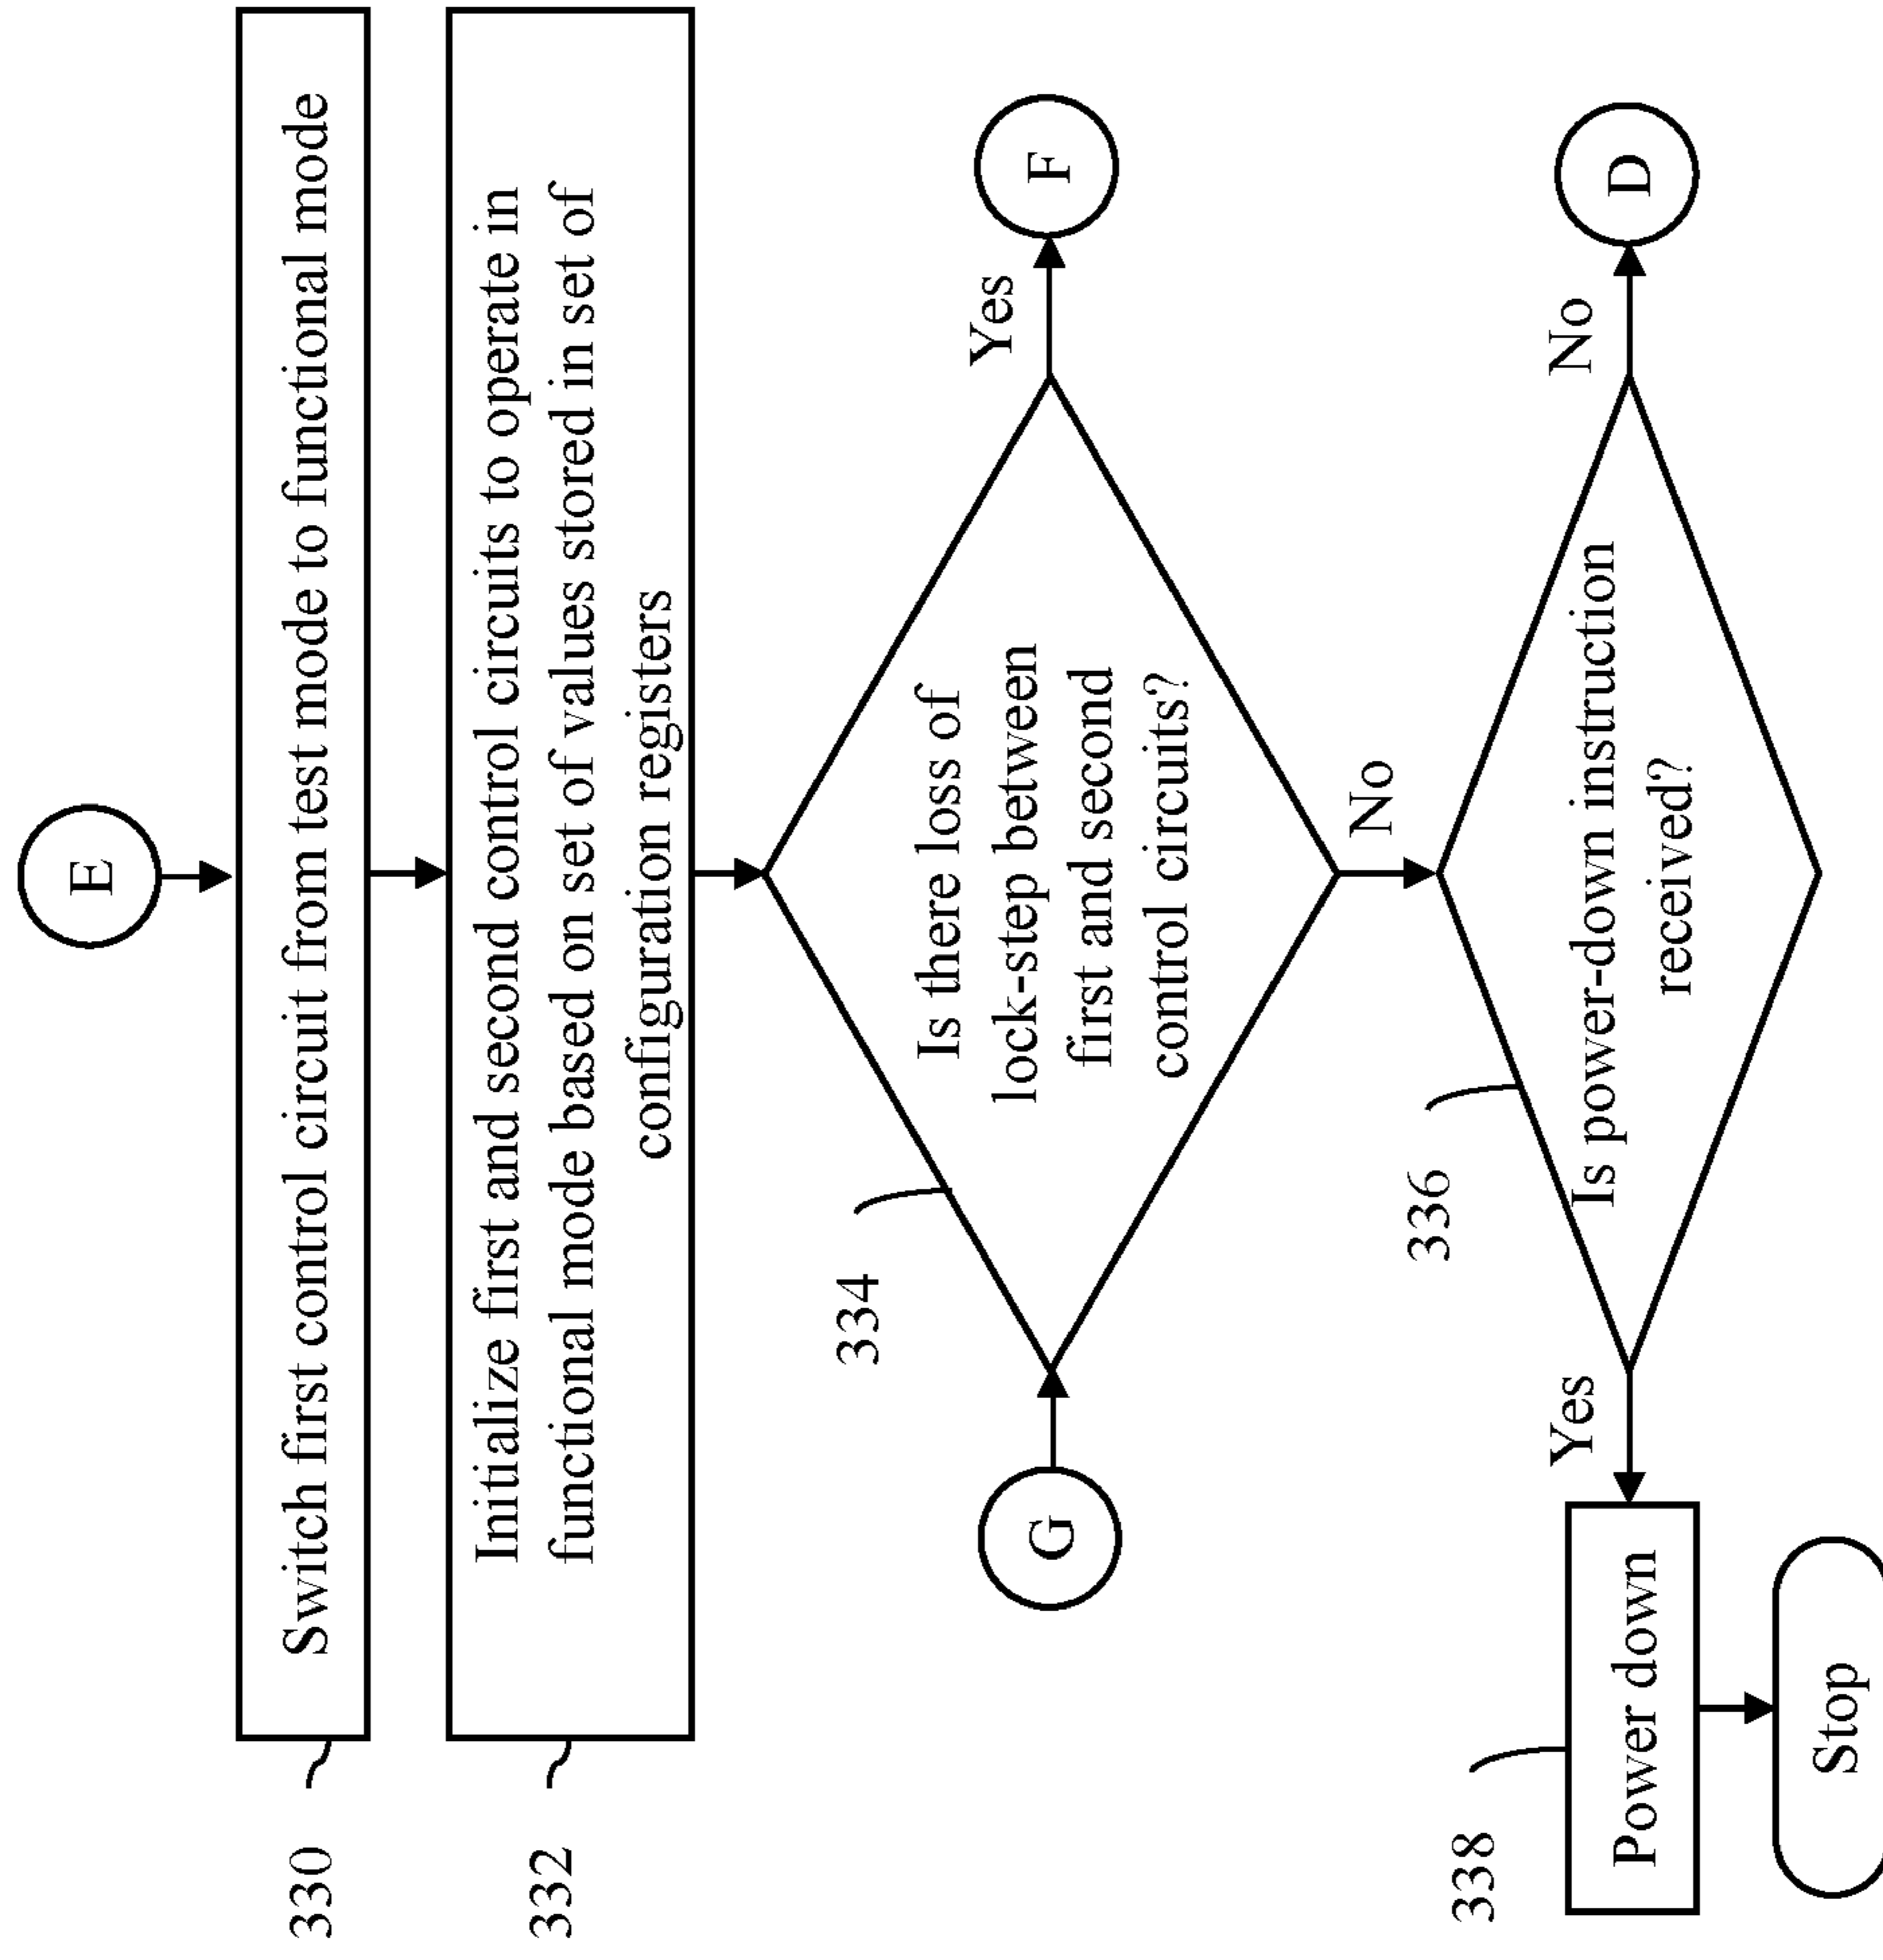 E
330
Switch first control circuit from test mode to functional mode
332
Initialize first and second control circuits to operate in
functional mode based on set of values stored in set of
configuration registers
334
G
Is there loss of
lock-step between
first and second
control circuits?
Yes
F
No
336
Is power-down instruction
received?
No
D
Yes
338
Power down
Stop